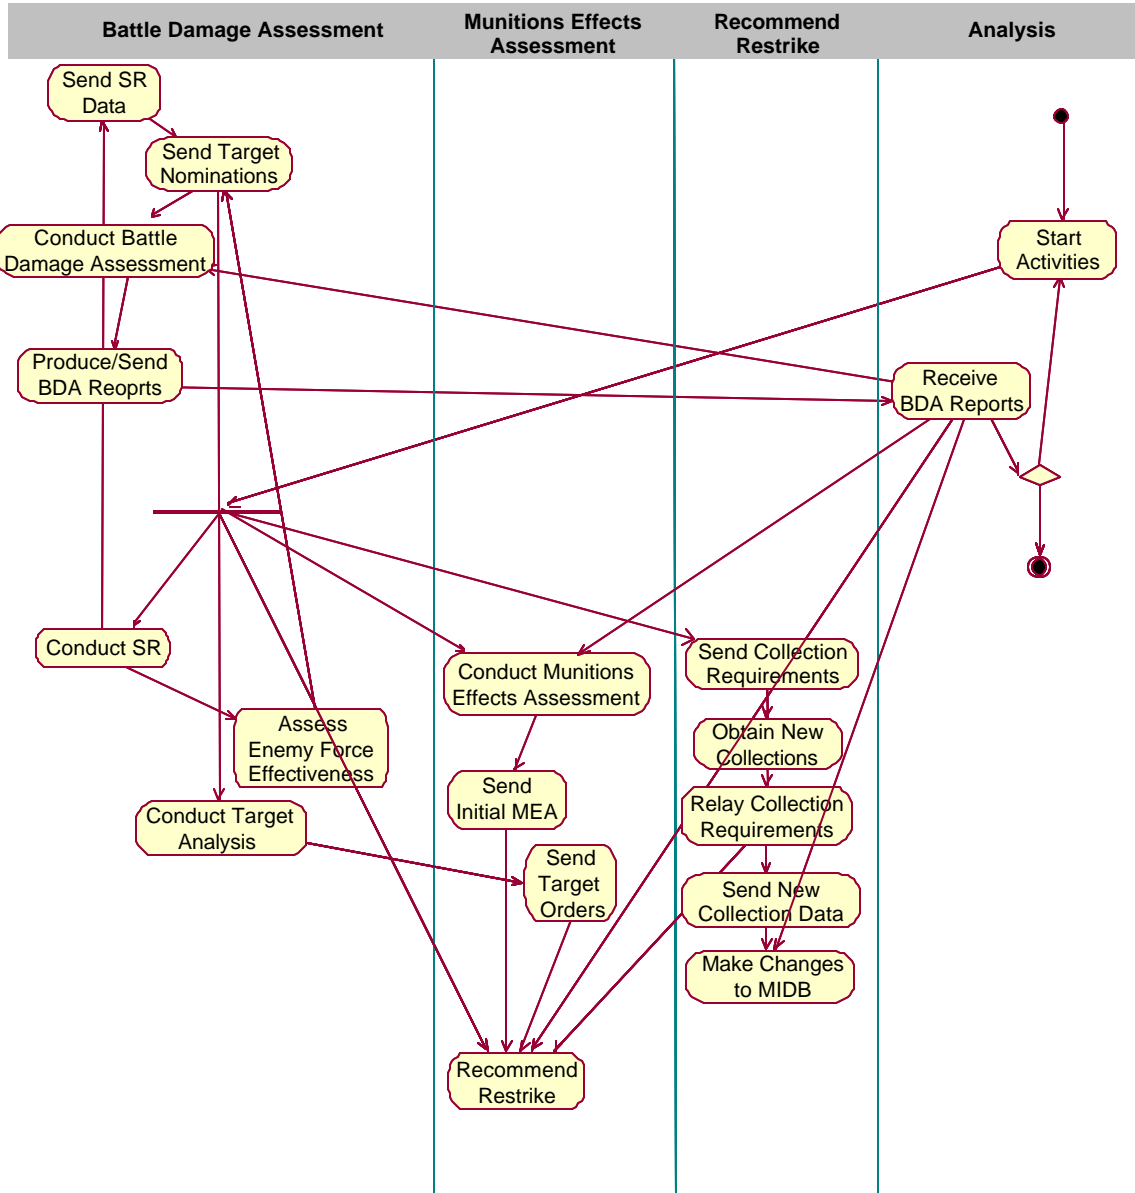 Battle Damage Assessment
Munitions Effects
Assessment
Recommend
Restrike
Analysis
Send SR
Data
Send Target
Nominations
Conduct Battle
Damage Assessment
Start
Activities
Produce/Send
BDA Reoprts
Receive
BDA Reports
Conduct SR
Send Collection
Requirements
Conduct Munitions
Effects Assessment
Assess
Enemy Force
Effectiveness
Obtain New
Collections
Send
Initial MEA
Relay Collection
Requirements
Conduct Target
Analysis
Send
Target
Orders
Send New
Collection Data
Make Changes
to MIDB
Recommend
Restrike